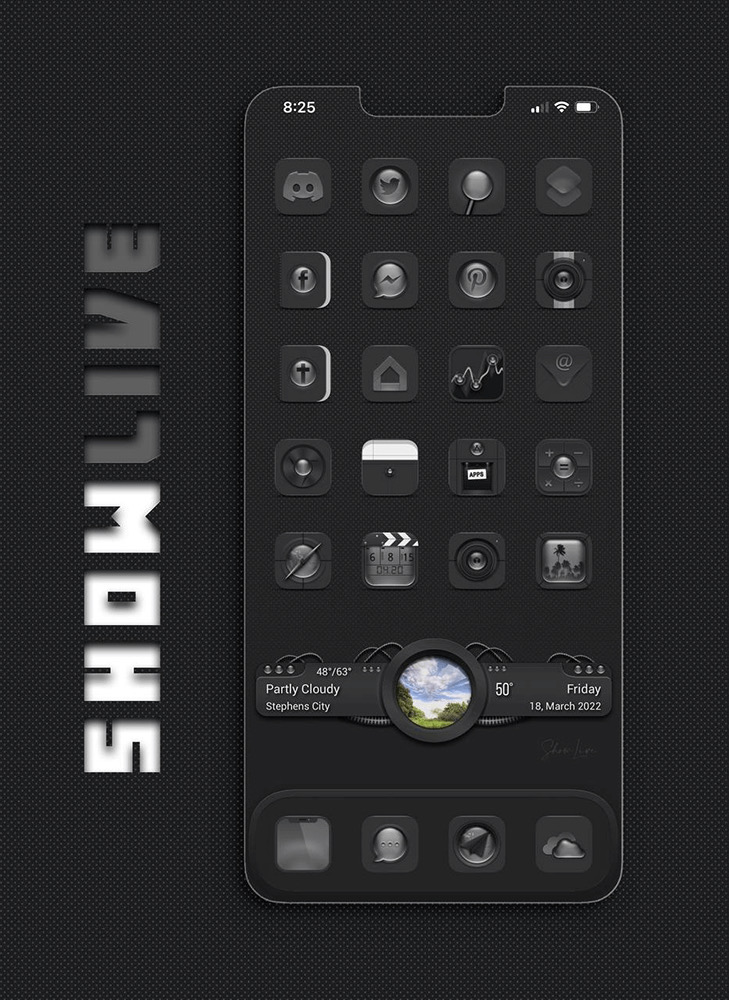 SHOMLIVE
8:25
f
@
APPS
+ −
=
× ÷
6 8 15
04:20
48°/63°
Partly Cloudy
Stephens City
50°
Friday
18, March 2022